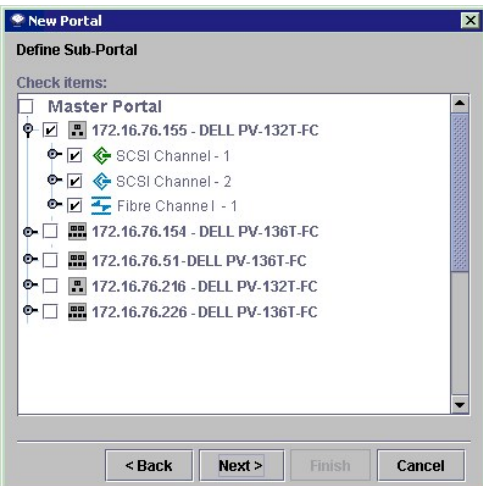 New Portal
Define Sub-Portal
Check items:
Master Portal
172.16.76.155 - DELL PV-132T-FC
SCSI Channel - 1
SCSI Channel - 2
Fibre Channel - 1
172.16.76.154 - DELL PV-136T-FC
172.16.76.51-DELL PV-136T-FC
172.16.76.216 - DELL PV-132T-FC
172.16.76.226 - DELL PV-136T-FC
< Back Next > Finish Cancel